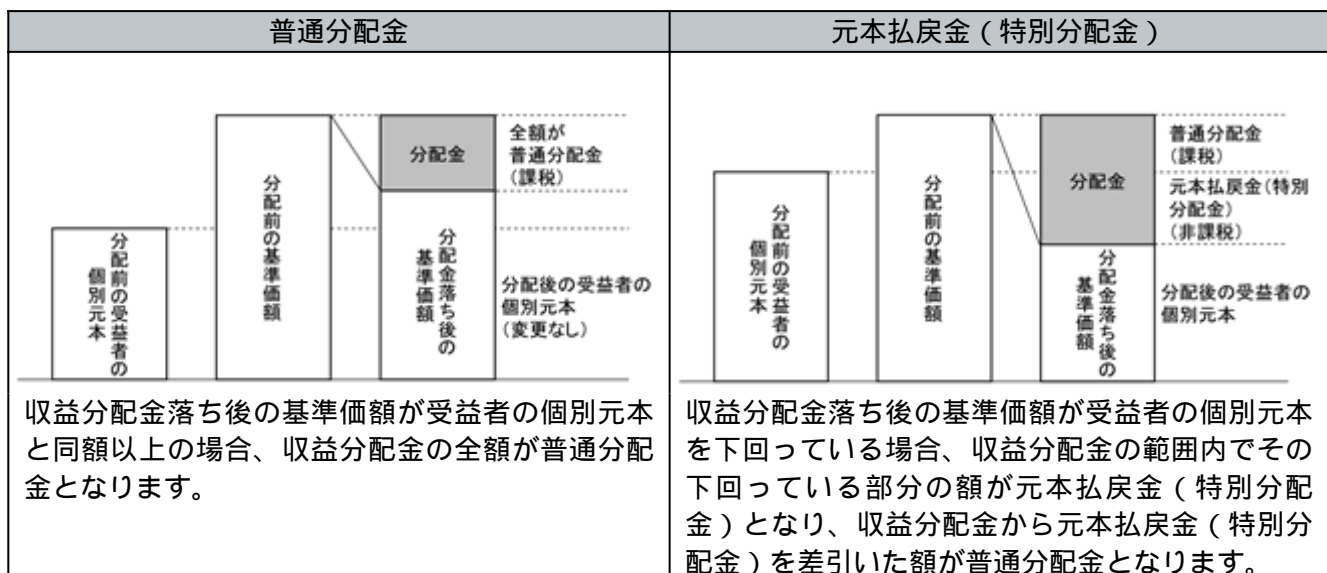 普通分配金
全額が
普通分配金
(課税)
分配金
分配前の受益者の
個別元本
分配前の基準価額
分配金落ち後の
基準価額
分配後の受益者の
個別元本
(変更なし)
収益分配金落ち後の基準価額が受益者の個別元本
と同額以上の場合、収益分配金の全額が普通分配
金となります。
元本払戻金(特別分配金)
普通分配金
(課税)
分配金
元本払戻金(特別
分配金)
(非課税)
分配前の受益者の
個別元本
分配前の基準価額
分配金落ち後の
基準価額
分配後の受益者の
個別元本
収益分配金落ち後の基準価額が受益者の個別元本
を下回っている場合、収益分配金の範囲内でその
下回っている部分の額が元本払戻金(特別分配
金)となり、収益分配金から元本払戻金(特別分
配金)を差引いた額が普通分配金となります。